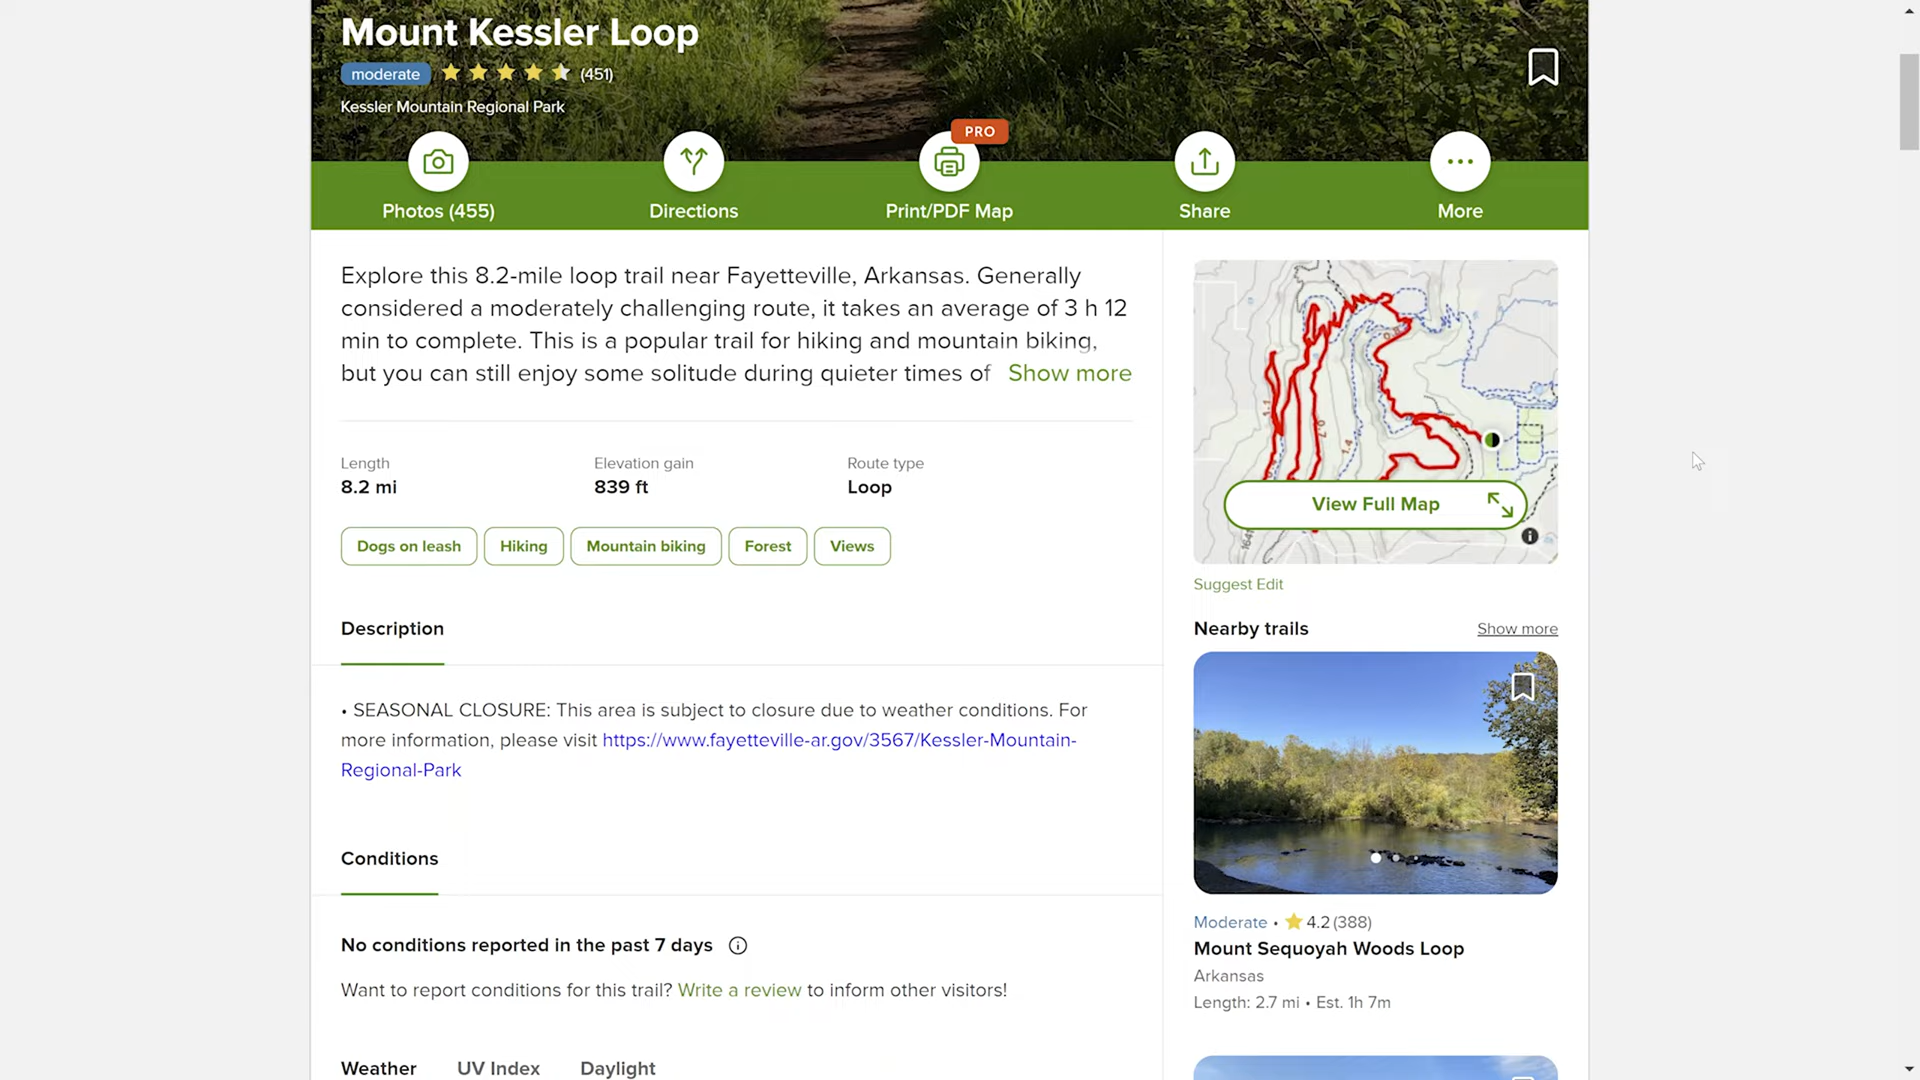 Mount Kessler Loop
moderate (451)
Kessler Mountain Regional Park
PRO
Photos (455)
Directions
Print/PDF Map
Share
More
Explore this 8.2-mile loop trail near Fayetteville, Arkansas. Generally
considered a moderately challenging route, it takes an average of 3 h 12
min to complete. This is a popular trail for hiking and mountain biking,
but you can still enjoy some solitude during quieter times of Show more
Length
8.2 mi
Elevation gain
839 ft
Route type
Loop
Dogs on leash
Hiking
Mountain biking
Forest
Views
Description
• SEASONAL CLOSURE: This area is subject to closure due to weather conditions. For
more information, please visit https://www.fayetteville-ar.gov/3567/Kessler-Mountain-
Regional-Park
Conditions
No conditions reported in the past 7 days
Want to report conditions for this trail? Write a review to inform other visitors!
Weather
UV Index
Daylight
1.1
0.7
1.4
View Full Map
Suggest Edit
Nearby trails
Show more
Moderate • 4.2 (388)
Mount Sequoyah Woods Loop
Arkansas
Length: 2.7 mi • Est. 1h 7m